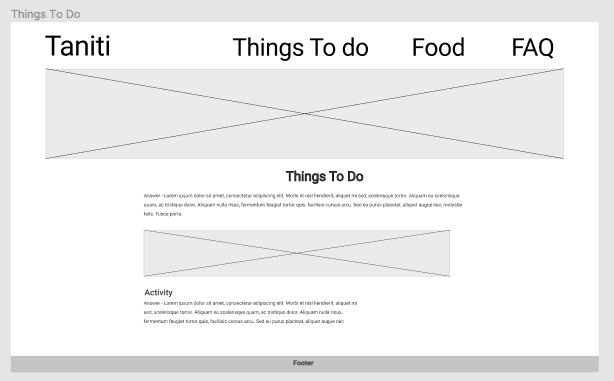 Things To Do
Taniti Things To do Food FAQ
Things To Do
Answer - Lorem ipsum dolor sit amet, consectetur adipiscing elit. Morbi et nisl hendrerit, aliquet mi sed, scelerisque tortor. Aliquam eu scelerisque
quam, ac tristique dolor. Aliquam nulla risus, fermentum feugiat tortor quis, facilisis cursus arcu. Sed eu purus placerat, aliquet augue nec, molestie
felis. Fusce porta
Activity
Answer - Lorem ipsum dolor sit amet, consectetur adipiscing elit. Morbi et nisl hendrerit, aliquet mi
sed, scelerisque tortor. Aliquam eu scelerisque quam, ac tristique dolor. Aliquam nulla risus,
fermentum feugiat tortor quis, facilisis cursus arcu. Sed eu purus placerat, aliquet augue nec
Footer